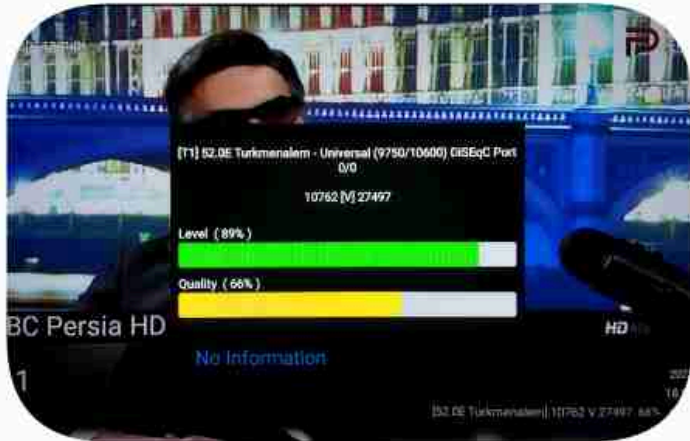 [T1] 52.0E Turkmenalem - Universal (9750/10600) DiSEqC Port
0/0
10762 [V] 27497
Level ( 89% )
Quality ( 66% )
BC Persia HD
HD
No Information
1
[52.0E Turkmenalem] 10762 V 27497 66%